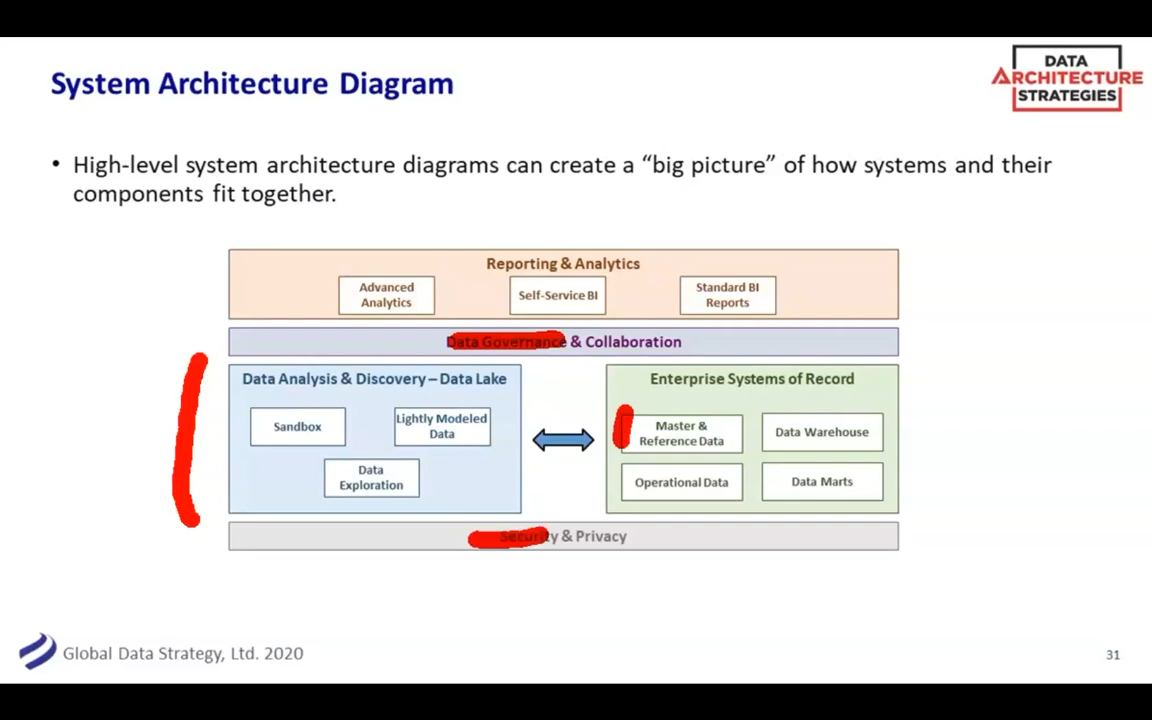 System Architecture Diagram
DATA
ARCHITECTURE
STRATEGIES
• High-level system architecture diagrams can create a “big picture” of how systems and their
components fit together.
Reporting & Analytics
Advanced
Analytics
Self-Service BI
Standard BI
Reports
Data Governance & Collaboration
Data Analysis & Discovery – Data Lake
Sandbox
Lightly Modeled
Data
Data
Exploration
Enterprise Systems of Record
Master &
Reference Data
Data Warehouse
Operational Data
Data Marts
Security & Privacy
Global Data Strategy, Ltd. 2020
31